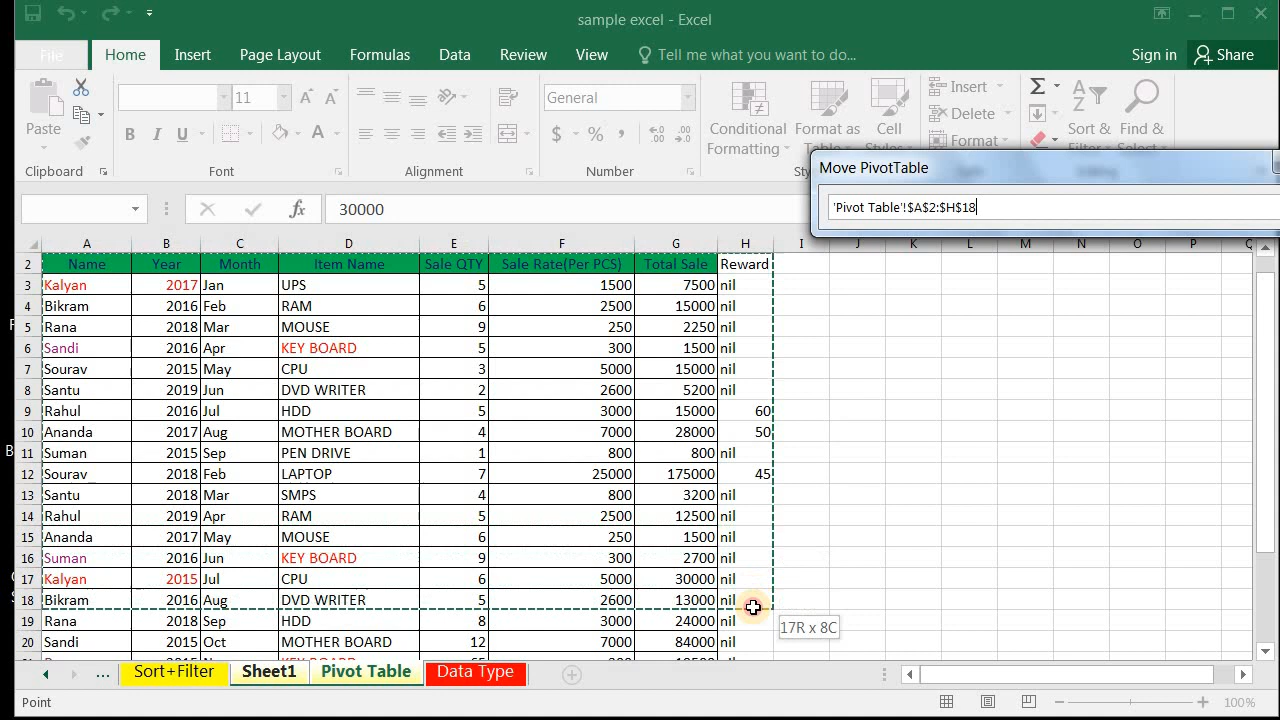 sample excel - Excel
File Home Insert Page Layout Formulas Data Review View Tell me what you want to do... Sign in Share
Paste 11 General Conditional Formatting Format as Cell Insert Delete Format Sort & Find &
B I U A $ % ,
Clipboard Font Alignment Number
Move PivotTable
'Pivot Table'!$A$2:$H$18
fx 30000
A B C D E F G H I J K L M N O P Q
2 Name Year Month Item Name Sale QTY Sale Rate(Per PCS) Total Sale Reward
3 Kalyan 2017 Jan UPS 5 1500 7500 nil
4 Bikram 2016 Feb RAM 6 2500 15000 nil
5 Rana 2018 Mar MOUSE 9 250 2250 nil
6 Sandi 2016 Apr KEY BOARD 5 300 1500 nil
7 Sourav 2015 May CPU 3 5000 15000 nil
8 Santu 2019 Jun DVD WRITER 2 2600 5200 nil
9 Rahul 2016 Jul HDD 5 3000 15000 60
10 Ananda 2017 Aug MOTHER BOARD 4 7000 28000 50
11 Suman 2015 Sep PEN DRIVE 1 800 800 nil
12 Sourav 2018 Feb LAPTOP 7 25000 175000 45
13 Santu 2018 Mar SMPS 4 800 3200 nil
14 Rahul 2019 Apr RAM 5 2500 12500 nil
15 Ananda 2017 May MOUSE 6 250 1500 nil
16 Suman 2016 Jun KEY BOARD 9 300 2700 nil
17 Kalyan 2015 Jul CPU 6 5000 30000 nil
18 Bikram 2016 Aug DVD WRITER 5 2600 13000 nil
19 Rana 2018 Sep HDD 8 3000 24000 nil
20 Sandi 2015 Oct MOTHER BOARD 12 7000 84000 nil
17R x 8C
... Sort+Filter Sheet1 Pivot Table Data Type
Point 100%